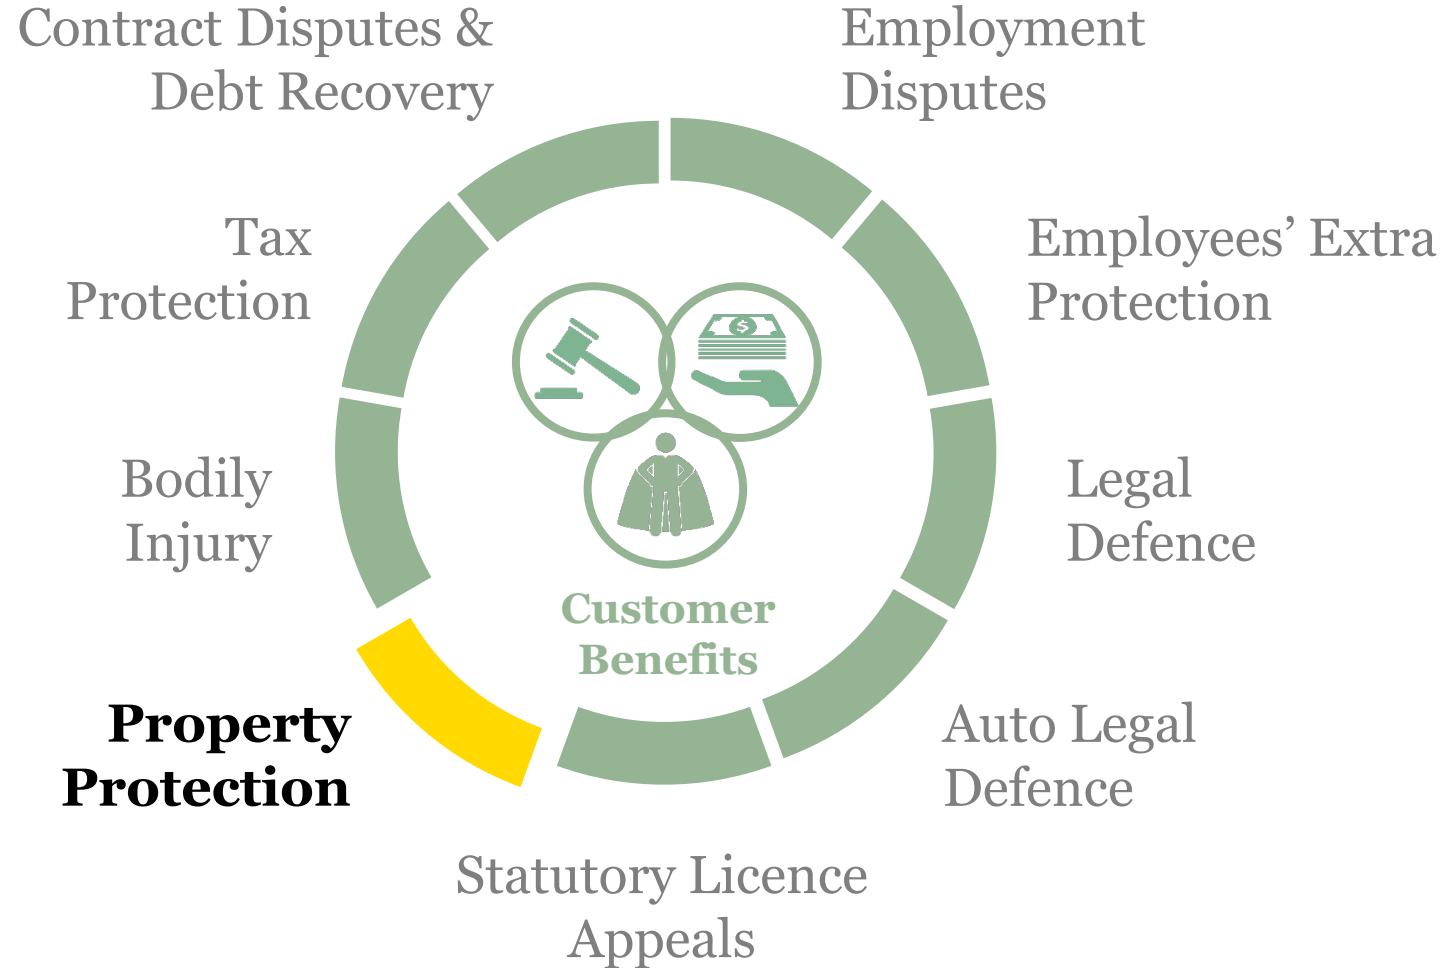 Contract Disputes &
Debt Recovery
Employment
Disputes
Tax
Protection
Employees’ Extra
Protection
$
Bodily
Injury
Legal
Defence
Customer
Benefits
Property
Protection
Auto Legal
Defence
Statutory Licence
Appeals